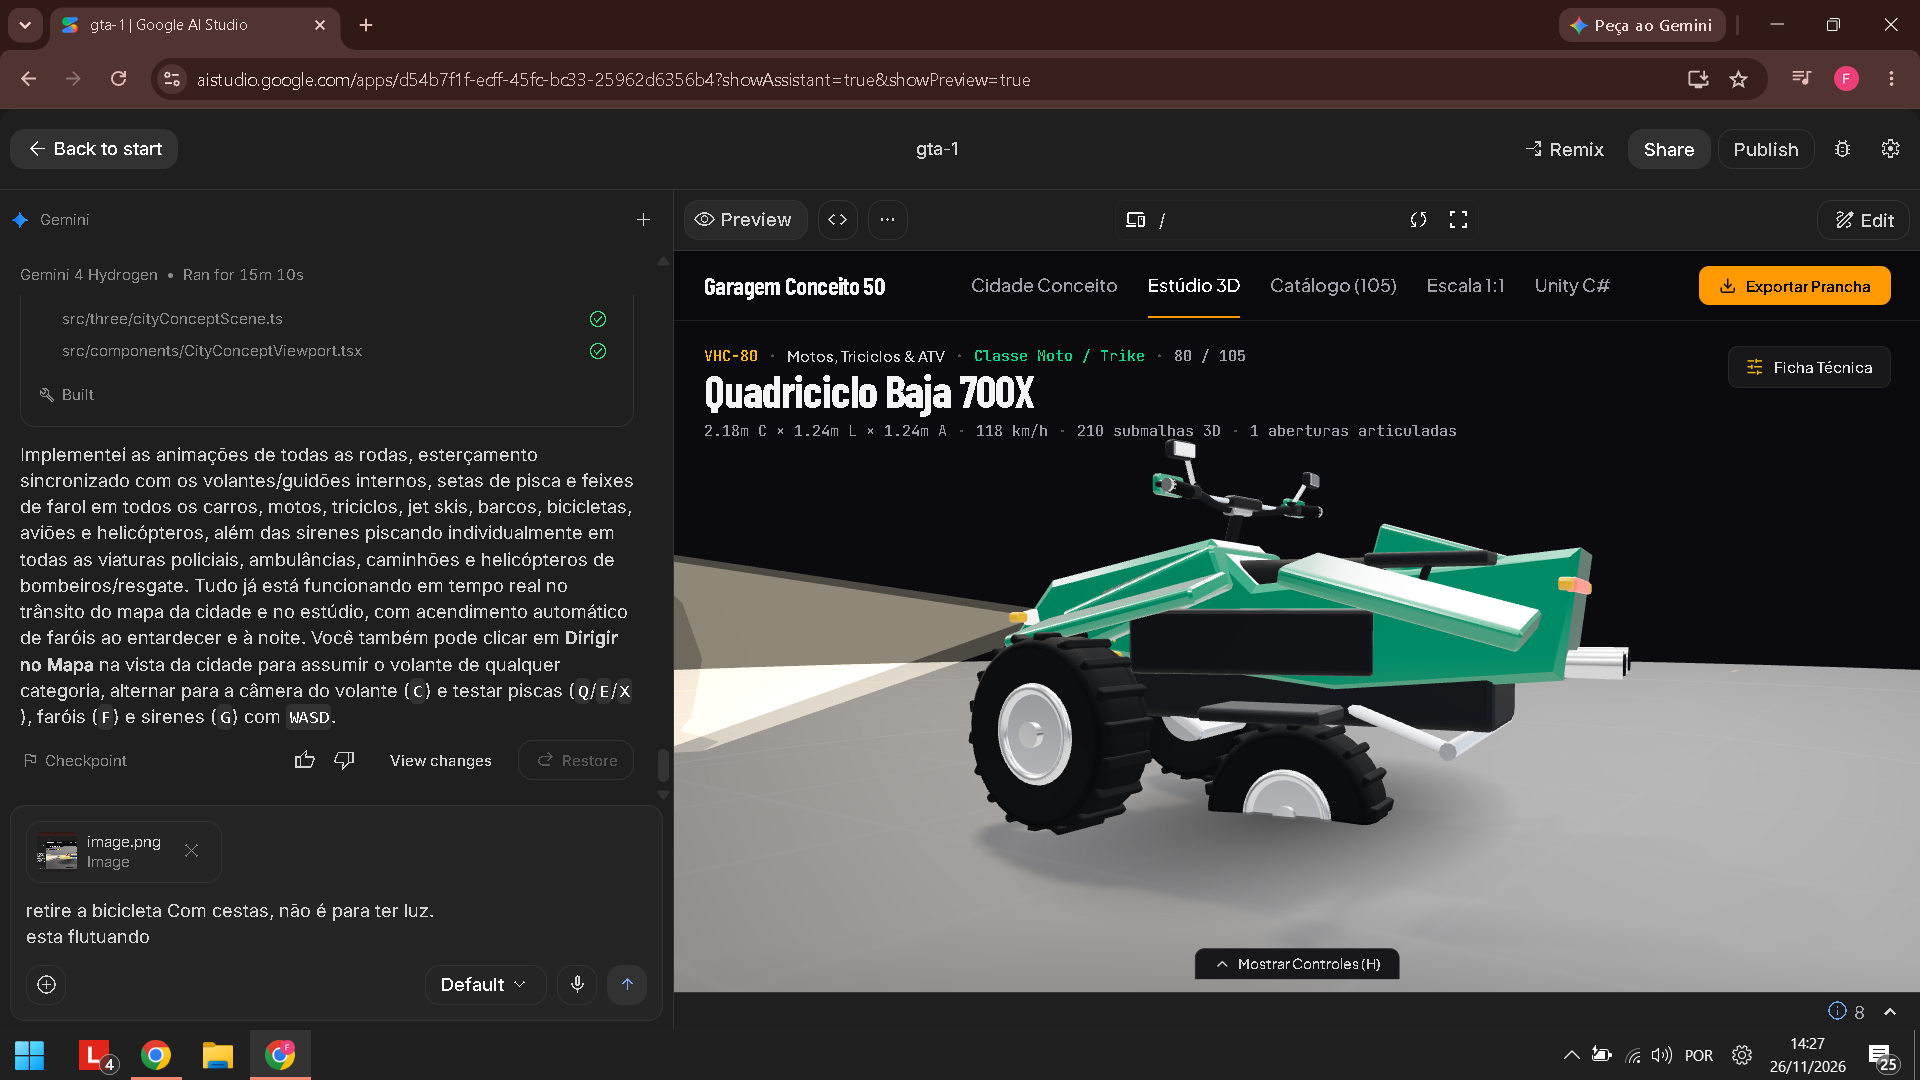 gta-1 | Google AI Studio
Peça ao Gemini
aistudio.google.com/apps/d54b7f1f-edff-45fc-bc33-25962d6356b4?showAssistant=true&showPreview=true
F
Back to start
gta-1
Remix
Share
Publish
Gemini
Preview
/
Edit
Gemini 4 Hydrogen • Ran for 15m 10s
src/three/cityConceptScene.ts
src/components/CityConceptViewport.tsx
Built
Implementei as animações de todas as rodas, esterçamento
sincronizado com os volantes/guidões internos, setas de pisca e feixes
de farol em todos os carros, motos, triciclos, jet skis, barcos, bicicletas,
aviões e helicópteros, além das sirenes piscando individualmente em
todas as viaturas policiais, ambulâncias, caminhões e helicópteros de
bombeiros/resgate. Tudo já está funcionando em tempo real no
trânsito do mapa da cidade e no estúdio, com acendimento automático
de faróis ao entardecer e à noite. Você também pode clicar em Dirigir
no Mapa na vista da cidade para assumir o volante de qualquer
categoria, alternar para a câmera do volante (C) e testar piscas (Q/E/X
), faróis (F) e sirenes (G) com WASD.
Checkpoint
View changes
Restore
image.png
Image
retire a bicicleta Com cestas, não é para ter luz.
esta flutuando
Default
Garagem Conceito 50
Cidade Conceito
Estúdio 3D
Catálogo (105)
Escala 1:1
Unity C#
Exportar Prancha
VHC-80 · Motos, Triciclos & ATV · Classe Moto / Trike · 80 / 105
Quadriciclo Baja 700X
2.18m C × 1.24m L × 1.24m A · 118 km/h · 210 submalhas 3D · 1 aberturas articuladas
Ficha Técnica
Mostrar Controles (H)
8
L
4
F
POR
14:27
26/11/2026
25